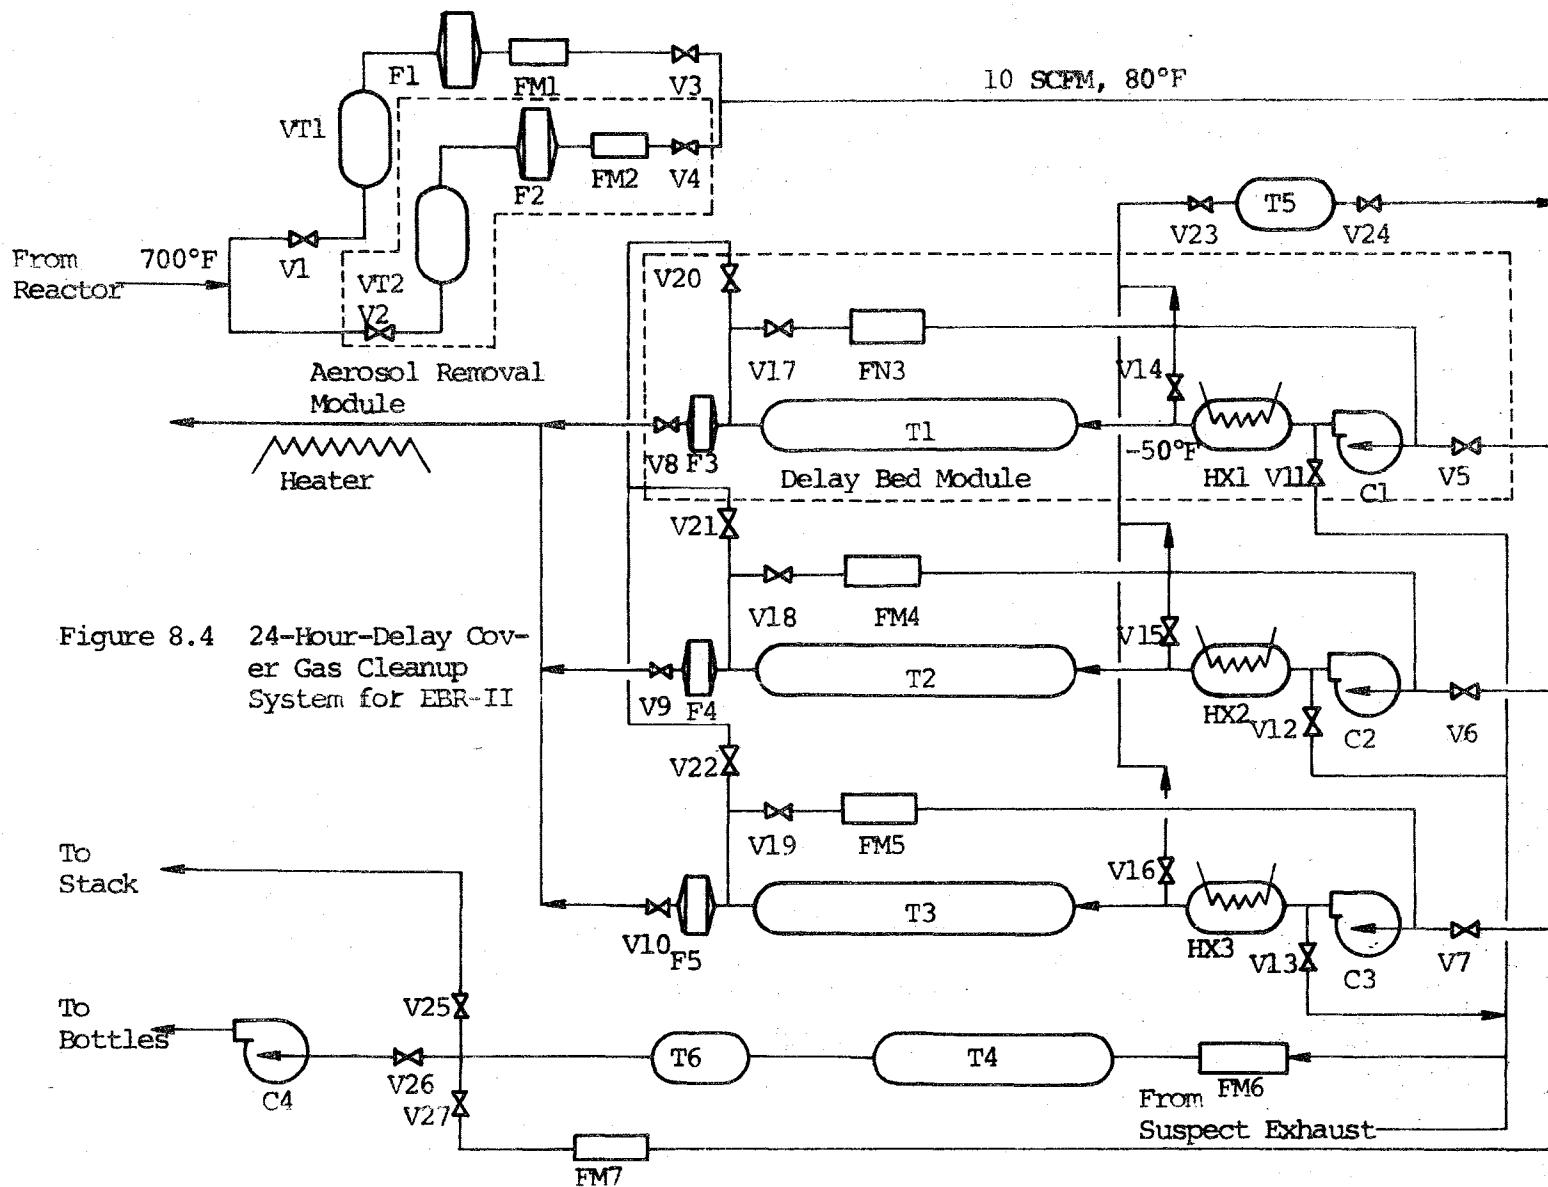 F1
FM1
V3
10 SCFM, 80°F
VT1
F2
FM2
V4
T5
V23
V24
From
Reactor
700°F
V1
VT2
V2
V20
V17
FN3
V14
Aerosol Removal
Module
T1
-50°F
V8
F3
HX1
V11
C1
V5
Heater
Delay Bed Module
V21
V18
FM4
V15
Figure 8.4 24-Hour-Delay Cov-
er Gas Cleanup
System for EBR-II
T2
V9
F4
HX2
V12
C2
V6
V22
V19
FM5
V16
To
Stack
T3
V10
F5
HX3
V13
C3
V7
V25
To
Bottles
T6
T4
V26
C4
V27
FM6
From
Suspect Exhaust
FM7